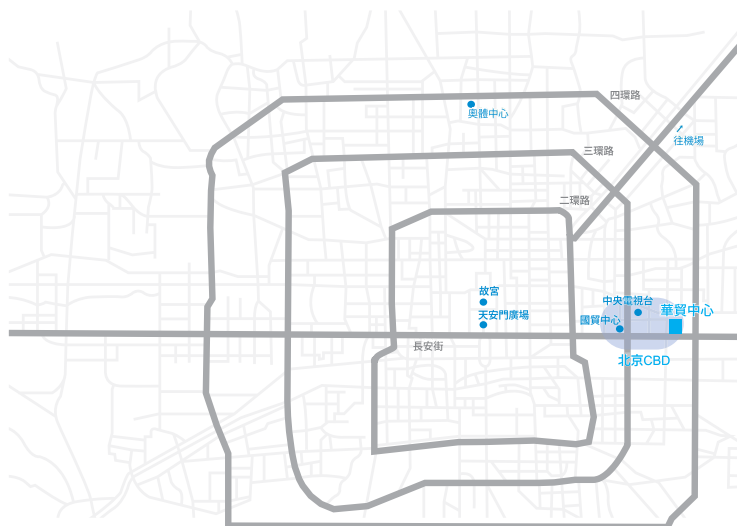 四環路
奧體中心
往機場
三環路
二環路
故宮
中央電視台
天安門廣場
國貿中心
華貿中心
長安街
北京CBD